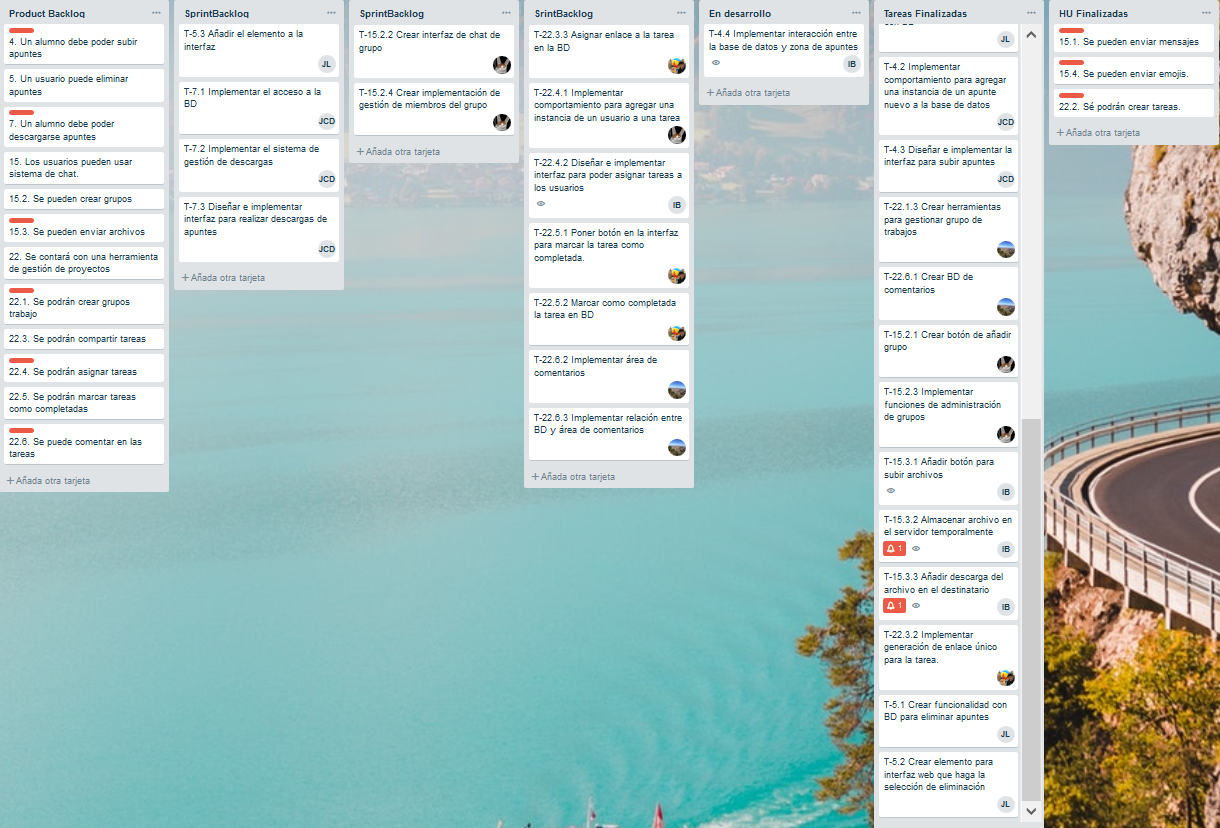 Product Backlog
4. Un alumno debe poder subir
apuntes
5. Un usuario puede eliminar
apuntes
7. Un alumno debe poder
descargarse apuntes
15. Los usuarios pueden usar
sistema de chat.
15.2. Se pueden crear grupos
15.3. Se pueden enviar archivos
22. Se contará con una herramienta
de gestión de proyectos
22.1. Se podrán crear grupos
trabajo
22.3. Se podrán compartir tareas
22.4. Se podrán asignar tareas
22.5. Se podrán marcar tareas
como completadas
22.6. Se puede comentar en las
tareas
+ Añada otra tarjeta
SprintBacklog
T-5.3 Añadir el elemento a la
interfaz
JL
T-7.1 Implementar el acceso a la
BD
JCD
T-7.2 Implementar el sistema de
gestión de descargas
JCD
T-7.3 Diseñar e implementar
interfaz para realizar descargas de
apuntes
JCD
+ Añada otra tarjeta
SprintBacklog
T-15.2.2 Crear interfaz de chat de
grupo
T-15.2.4 Crear implementación de
gestión de miembros del grupo
+ Añada otra tarjeta
SrintBacklog
T-22.3.3 Asignar enlace a la tarea
en la BD
T-22.4.1 Implementar
comportamiento para agregar una
instancia de un usuario a una tarea
T-22.4.2 Diseñar e implementar
interfaz para poder asignar tareas a
los usuarios
IB
T-22.5.1 Poner botón en la interfaz
para marcar la tarea como
completada.
T-22.5.2 Marcar como completada
la tarea en BD
T-22.6.2 Implementar área de
comentarios
T-22.6.3 Implementar relación entre
BD y área de comentarios
+ Añada otra tarjeta
En desarrollo
T-4.4 Implementar interacción entre
la base de datos y zona de apuntes
IB
+ Añada otra tarjeta
Tareas Finalizadas
JL
T-4.2 Implementar
comportamiento para agregar
una instancia de un apunte
nuevo a la base de datos
JCD
T-4.3 Diseñar e implementar la
interfaz para subir apuntes
JCD
T-22.1.3 Crear herramientas
para gestionar grupo de
trabajos
T-22.6.1 Crear BD de
comentarios
T-15.2.1 Crear botón de añadir
grupo
T-15.2.3 Implementar
funciones de administración
de grupos
T-15.3.1 Añadir botón para
subir archivos
IB
T-15.3.2 Almacenar archivo en
el servidor temporalmente
1
IB
T-15.3.3 Añadir descarga del
archivo en el destinatario
1
IB
T-22.3.2 Implementar
generación de enlace único
para la tarea.
T-5.1 Crear funcionalidad con
BD para eliminar apuntes
JL
T-5.2 Crear elemento para
interfaz web que haga la
selección de eliminación
JL
HU Finalizadas
15.1. Se pueden enviar mensajes
15.4. Se pueden enviar emojis.
22.2. Sé podrán crear tareas.
+ Añada otra tarjeta